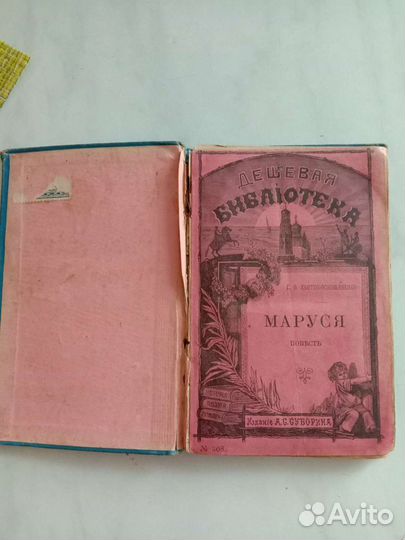 ДЕШЕВАЯ
БИБЛІОТЕКА
МАРУСЯ
ПОВѢСТЬ
Изданіе А.С.СУВОРИНА
Avito